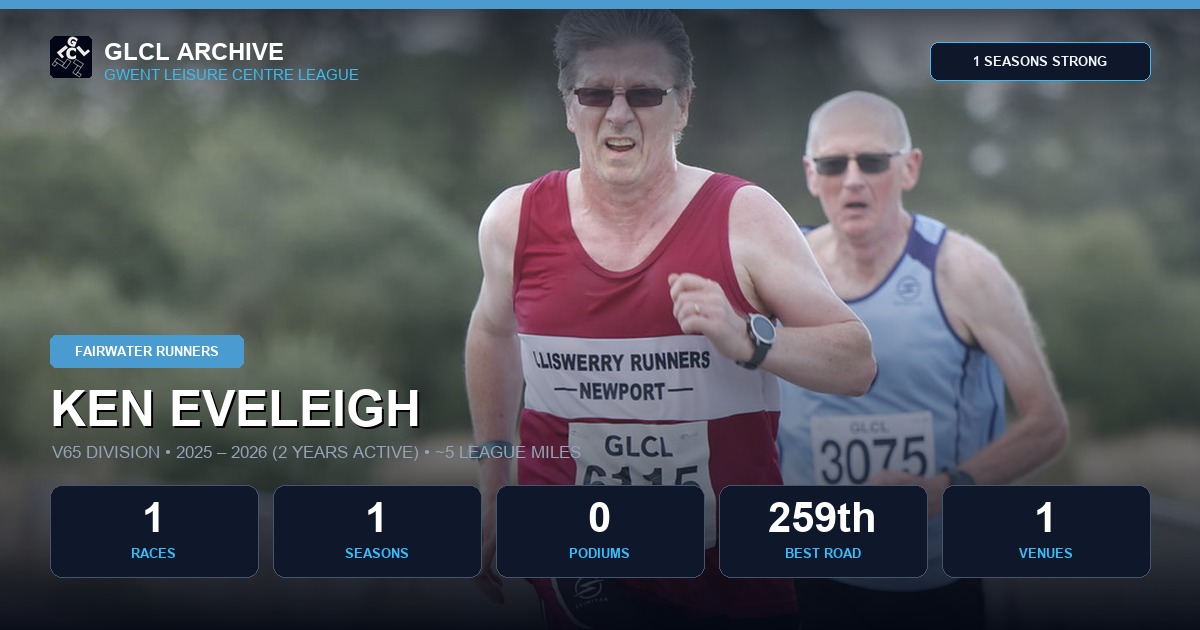 GLCL ARCHIVE
GWENT LEISURE CENTRE LEAGUE
1 SEASONS STRONG
LLISWERRY RUNNERS
NEWPORT
GLCL
6115
GLCL
3075
FAIRWATER RUNNERS
KEN EVELEIGH
V65 DIVISION • 2025 – 2026 (2 YEARS ACTIVE) • ~5 LEAGUE MILES
1
RACES
1
SEASONS
0
PODIUMS
259th
BEST ROAD
1
VENUES